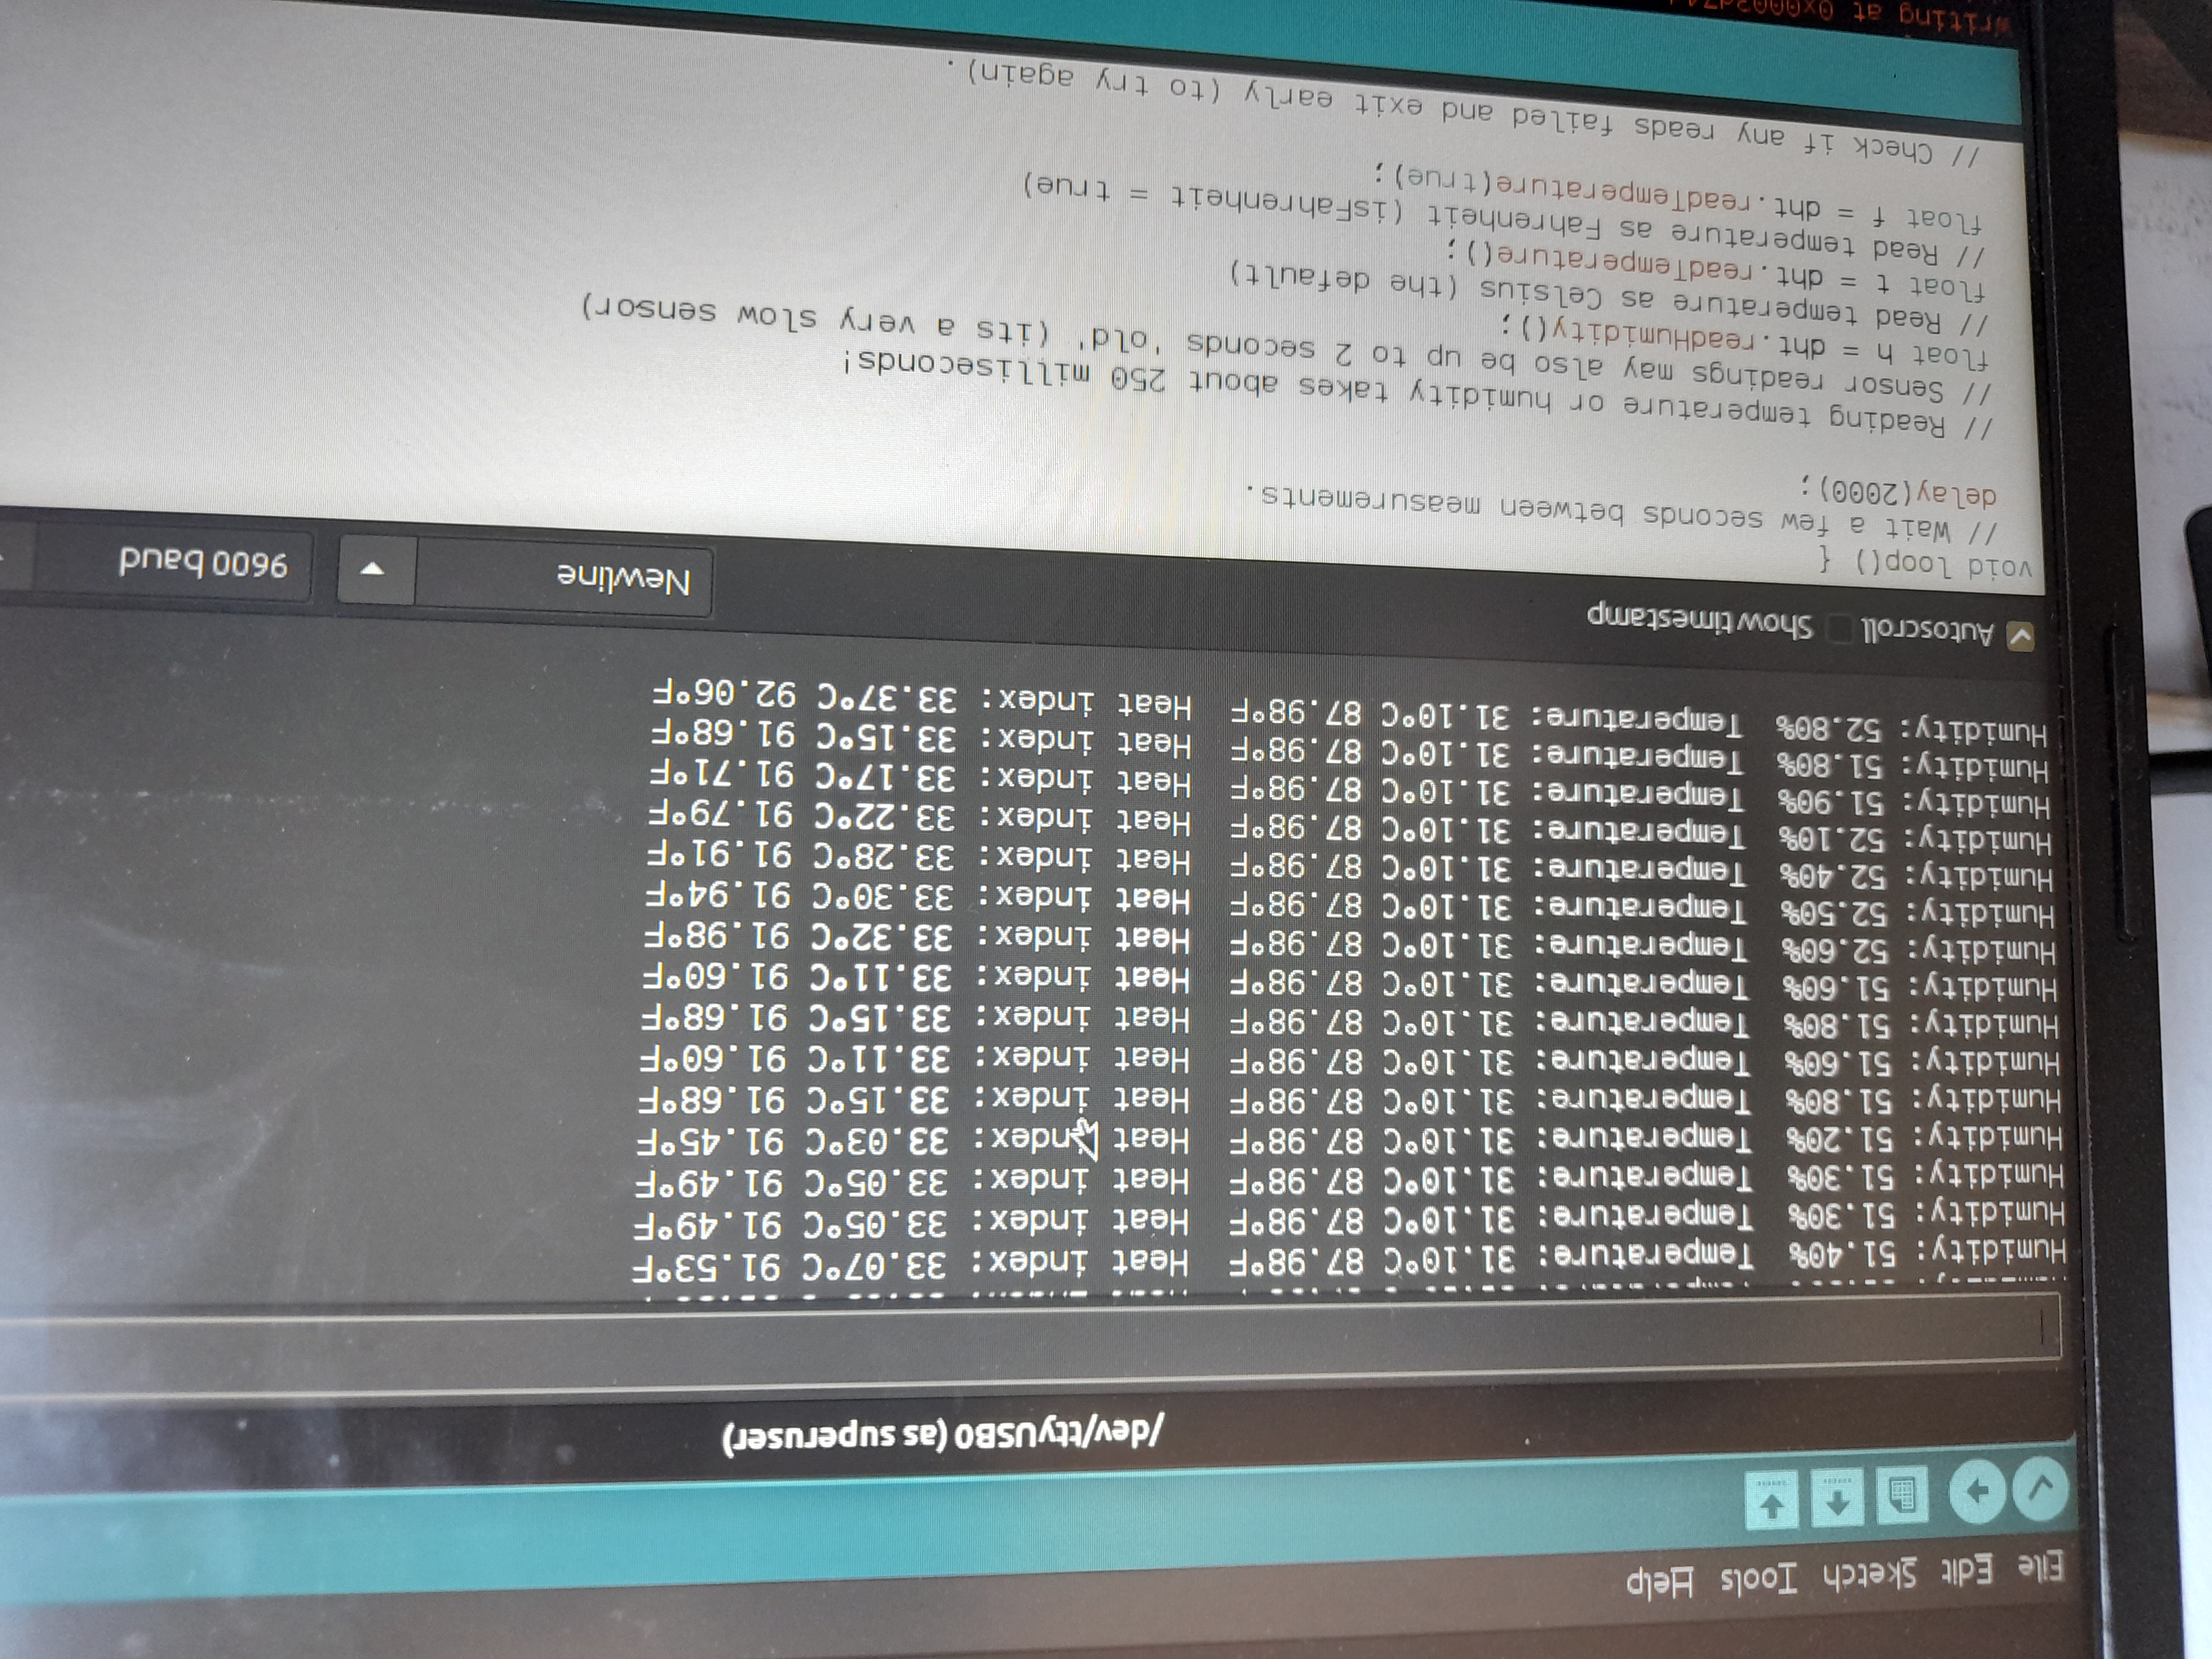 File Edit Sketch Tools Help
/dev/ttyUSB0 (as superuser)
Humidity: 51.40% Temperature: 31.10°C 87.98°F Heat index: 33.07°C 91.53°F
Humidity: 51.30% Temperature: 31.10°C 87.98°F Heat index: 33.05°C 91.49°F
Humidity: 51.30% Temperature: 31.10°C 87.98°F Heat index: 33.05°C 91.49°F
Humidity: 51.20% Temperature: 31.10°C 87.98°F Heat index: 33.03°C 91.45°F
Humidity: 51.80% Temperature: 31.10°C 87.98°F Heat index: 33.15°C 91.68°F
Humidity: 51.60% Temperature: 31.10°C 87.98°F Heat index: 33.11°C 91.60°F
Humidity: 51.80% Temperature: 31.10°C 87.98°F Heat index: 33.15°C 91.68°F
Humidity: 51.60% Temperature: 31.10°C 87.98°F Heat index: 33.11°C 91.60°F
Humidity: 52.60% Temperature: 31.10°C 87.98°F Heat index: 33.32°C 91.98°F
Humidity: 52.50% Temperature: 31.10°C 87.98°F Heat index: 33.30°C 91.94°F
Humidity: 52.40% Temperature: 31.10°C 87.98°F Heat index: 33.28°C 91.91°F
Humidity: 52.10% Temperature: 31.10°C 87.98°F Heat index: 33.22°C 91.79°F
Humidity: 51.90% Temperature: 31.10°C 87.98°F Heat index: 33.17°C 91.71°F
Humidity: 51.80% Temperature: 31.10°C 87.98°F Heat index: 33.15°C 91.68°F
Humidity: 52.80% Temperature: 31.10°C 87.98°F Heat index: 33.37°C 92.06°F
Autoscroll Show timestamp Newline 9600 baud
void loop() {
// Wait a few seconds between measurements.
delay(2000);
// Reading temperature or humidity takes about 250 milliseconds!
// Sensor readings may also be up to 2 seconds 'old' (its a very slow sensor)
float h = dht.readHumidity();
// Read temperature as Celsius (the default)
float t = dht.readTemperature();
// Read temperature as Fahrenheit (isFahrenheit = true)
float f = dht.readTemperature(true);
// Check if any reads failed and exit early (to try again).
Writing at